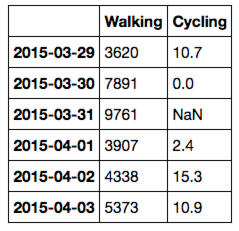 Walking Cycling
2015-03-29 3620 10.7
2015-03-30 7891 0.0
2015-03-31 9761 NaN
2015-04-01 3907 2.4
2015-04-02 4338 15.3
2015-04-03 5373 10.9